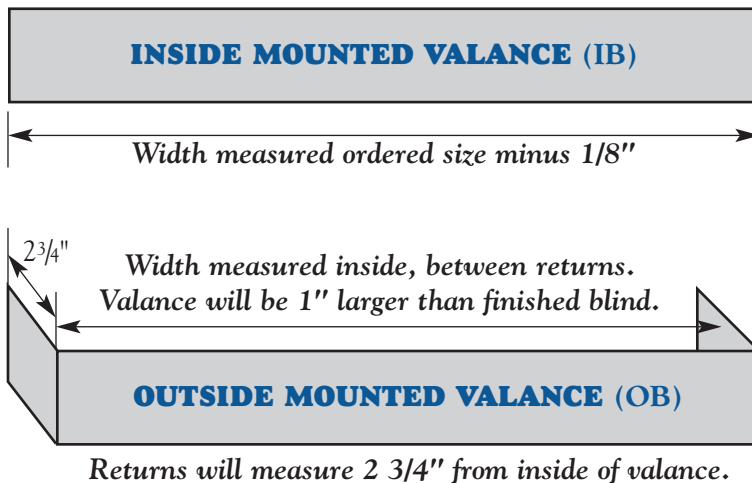 INSIDE MOUNTED VALANCE (IB)
Width measured ordered size minus 1/8"
2 3/4"
Width measured inside, between returns.
Valance will be 1" larger than finished blind.
OUTSIDE MOUNTED VALANCE (OB)
Returns will measure 2 3/4" from inside of valance.